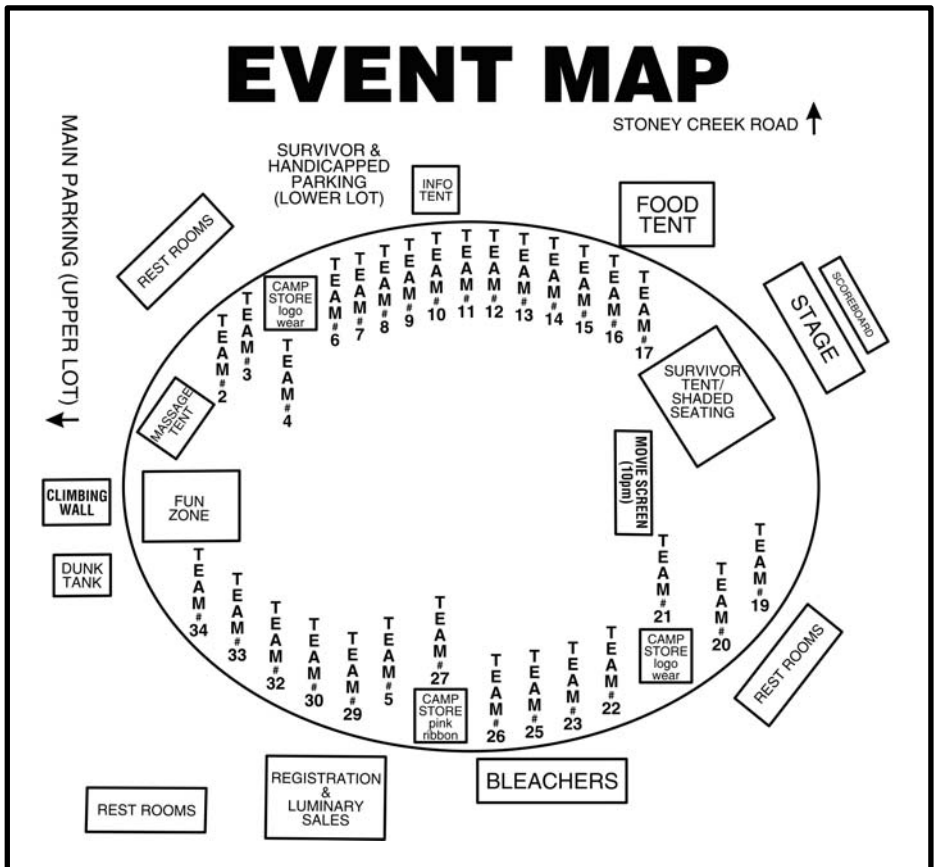 EVENT MAP
STONEY CREEK ROAD
MAIN PARKING (UPPER LOT)
SURVIVOR &
HANDICAPPED
PARKING
(LOWER LOT)
INFO
TENT
FOOD
TENT
REST ROOMS
SCOREBOARD
STAGE
CAMP
STORE
logo
wear
TEAM # 2
TEAM # 3
TEAM # 4
TEAM # 6
TEAM # 7
TEAM # 8
TEAM # 9
TEAM # 10
TEAM # 11
TEAM # 12
TEAM # 13
TEAM # 14
TEAM # 15
TEAM # 16
TEAM # 17
SURVIVOR
TENT/
SHADED
SEATING
MASSAGE
TENT
MOVIE SCREEN
(10pm)
CLIMBING
WALL
FUN
ZONE
DUNK
TANK
TEAM # 34
TEAM # 33
TEAM # 32
TEAM # 30
TEAM # 29
TEAM # 5
TEAM # 27
TEAM # 26
TEAM # 25
TEAM # 23
TEAM # 22
TEAM # 21
TEAM # 20
TEAM # 19
CAMP
STORE
pink
ribbon
CAMP
STORE
logo
wear
REST ROOMS
REST ROOMS
REGISTRATION
&
LUMINARY
SALES
BLEACHERS